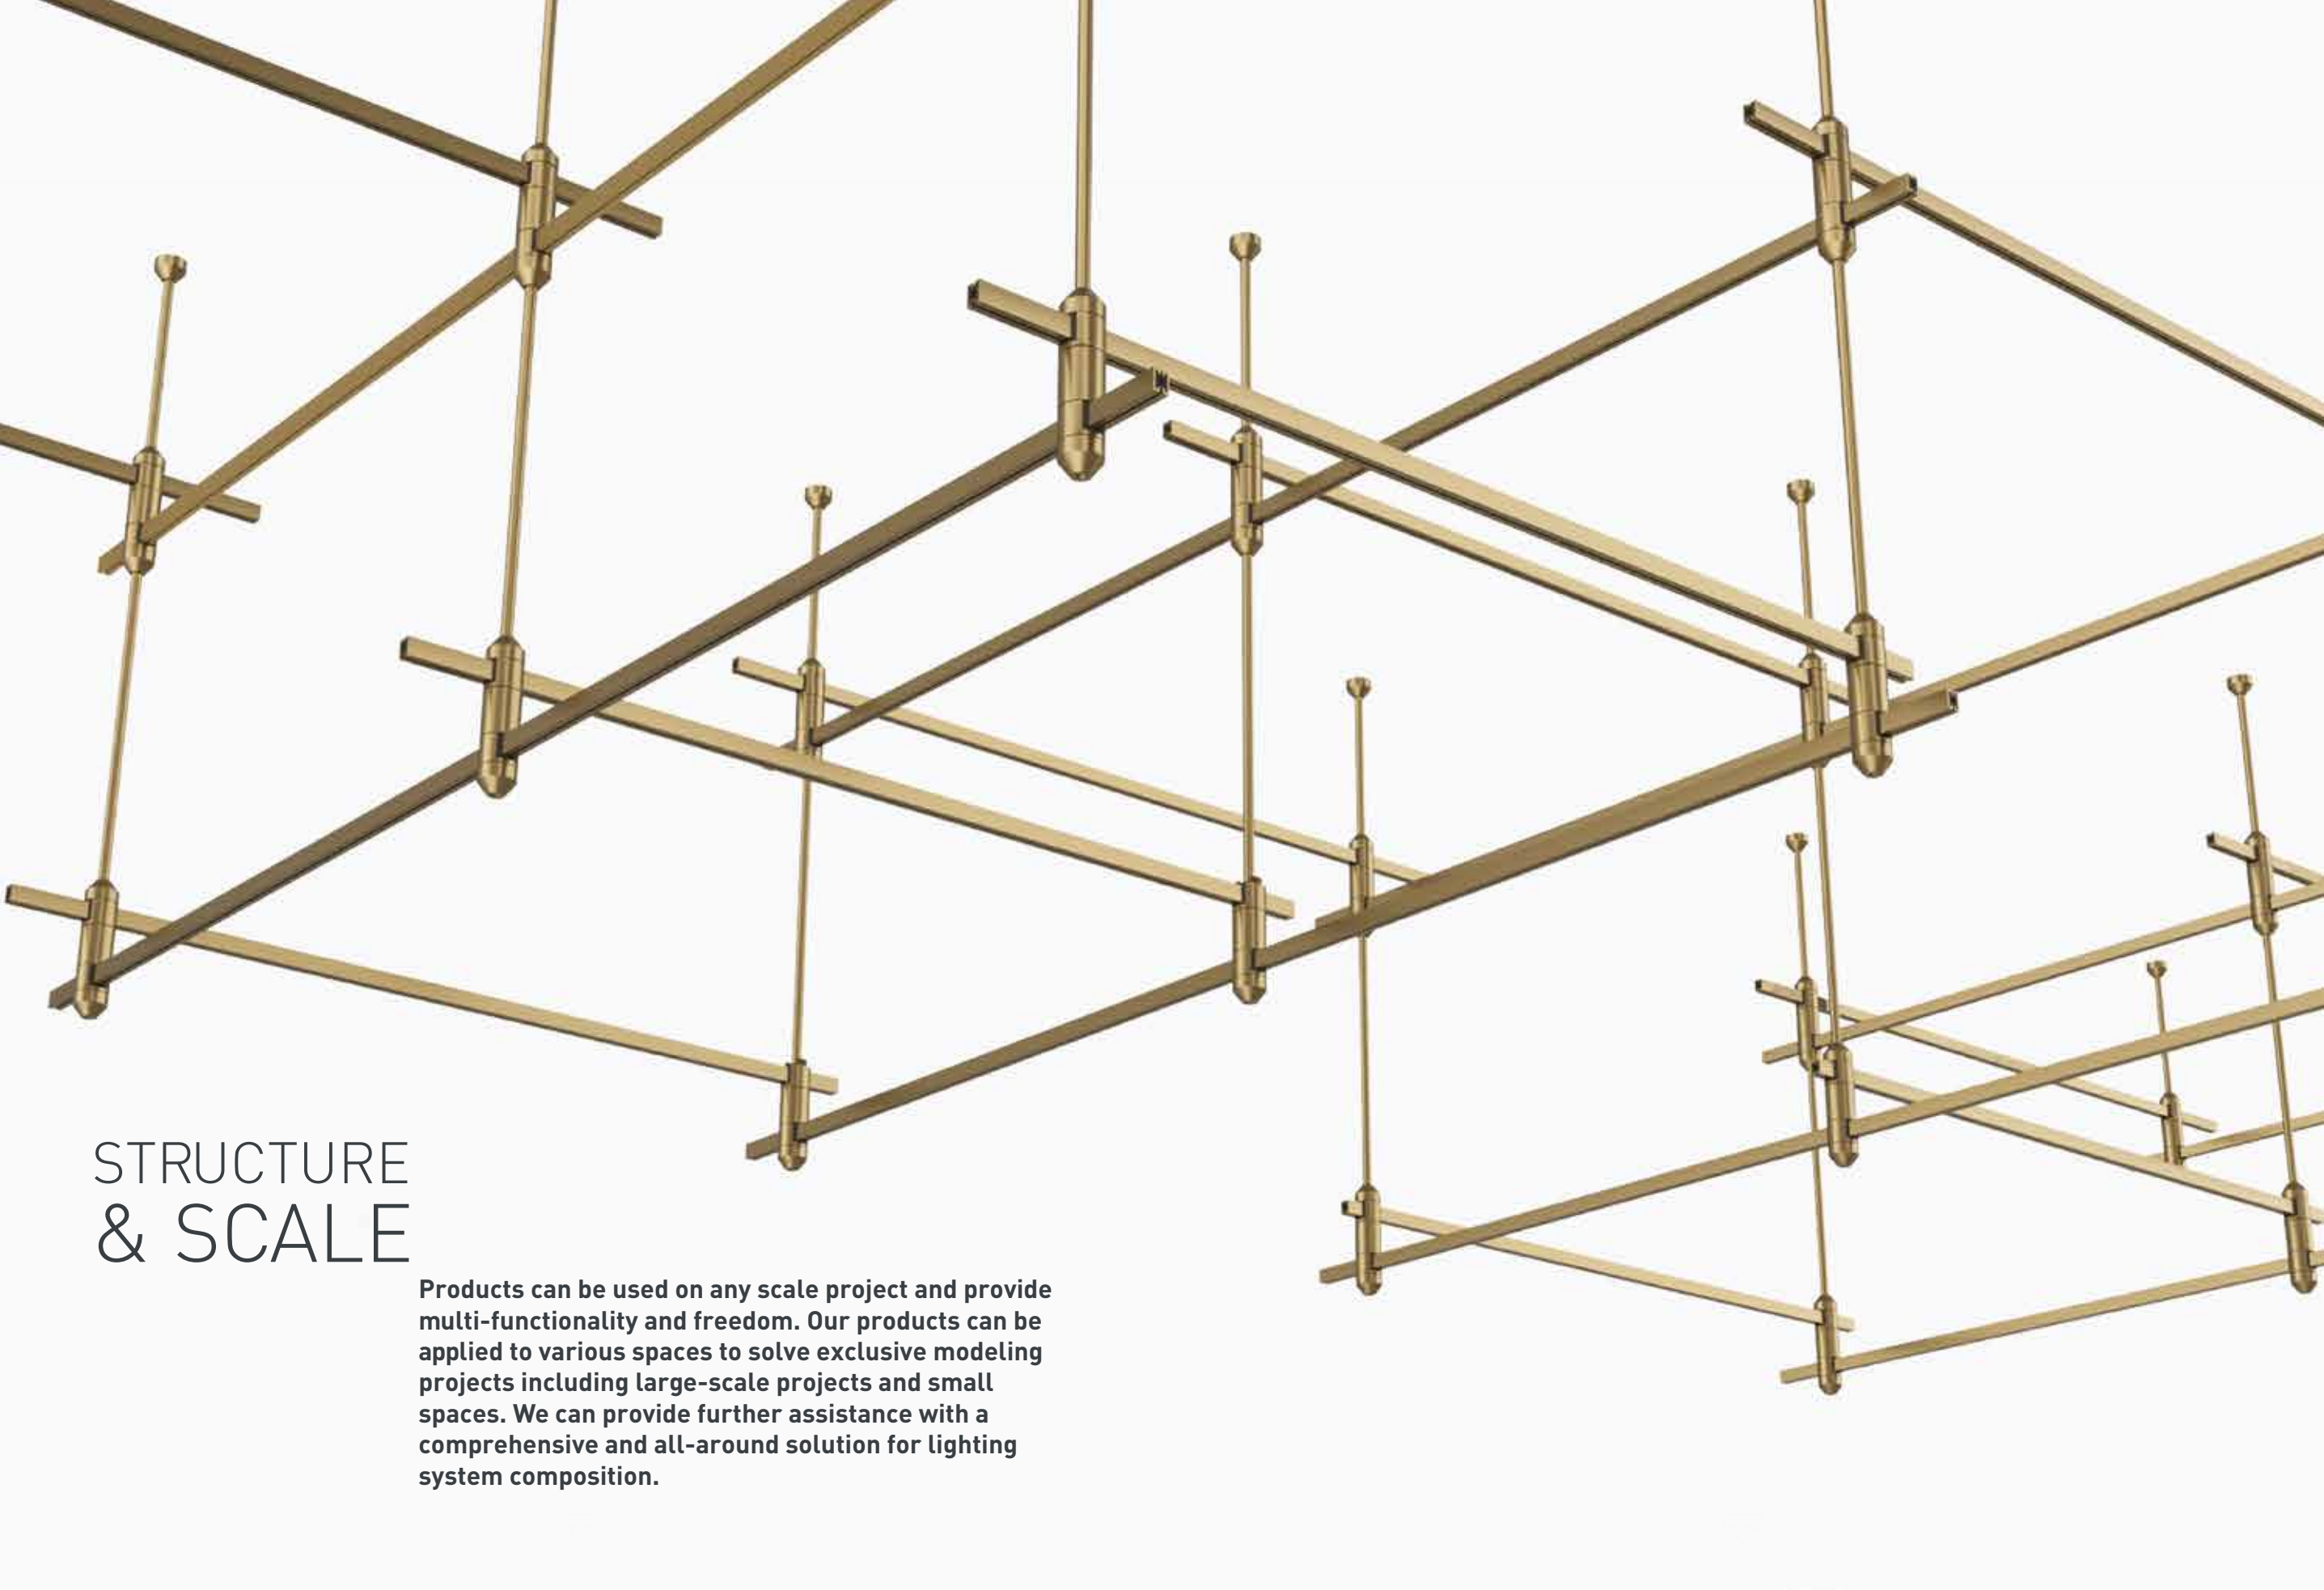 STRUCTURE
& SCALE
Products can be used on any scale project and provide
multi-functionality and freedom. Our products can be
applied to various spaces to solve exclusive modeling
projects including large-scale projects and small
spaces. We can provide further assistance with a
comprehensive and all-around solution for lighting
system composition.